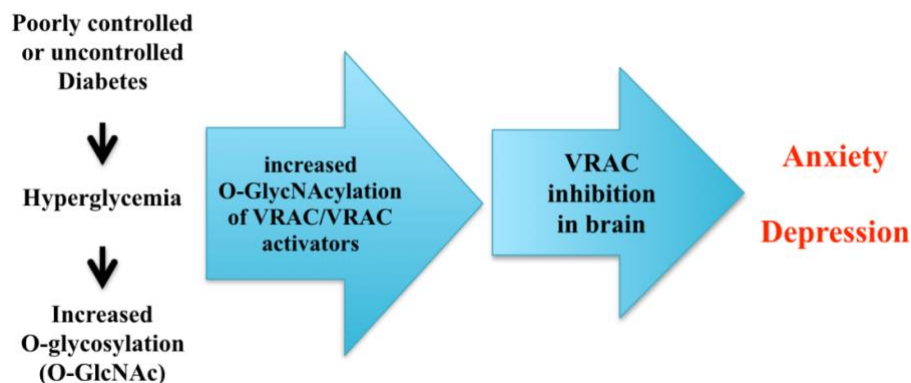 Poorly controlled
or uncontrolled
Diabetes
Hyperglycemia
Increased
O-glycosylation
(O-GlcNAc)
increased
O-GlycNAcylation
of VRAC/VRAC
activators
VRAC
inhibition
in brain
Anxiety
Depression